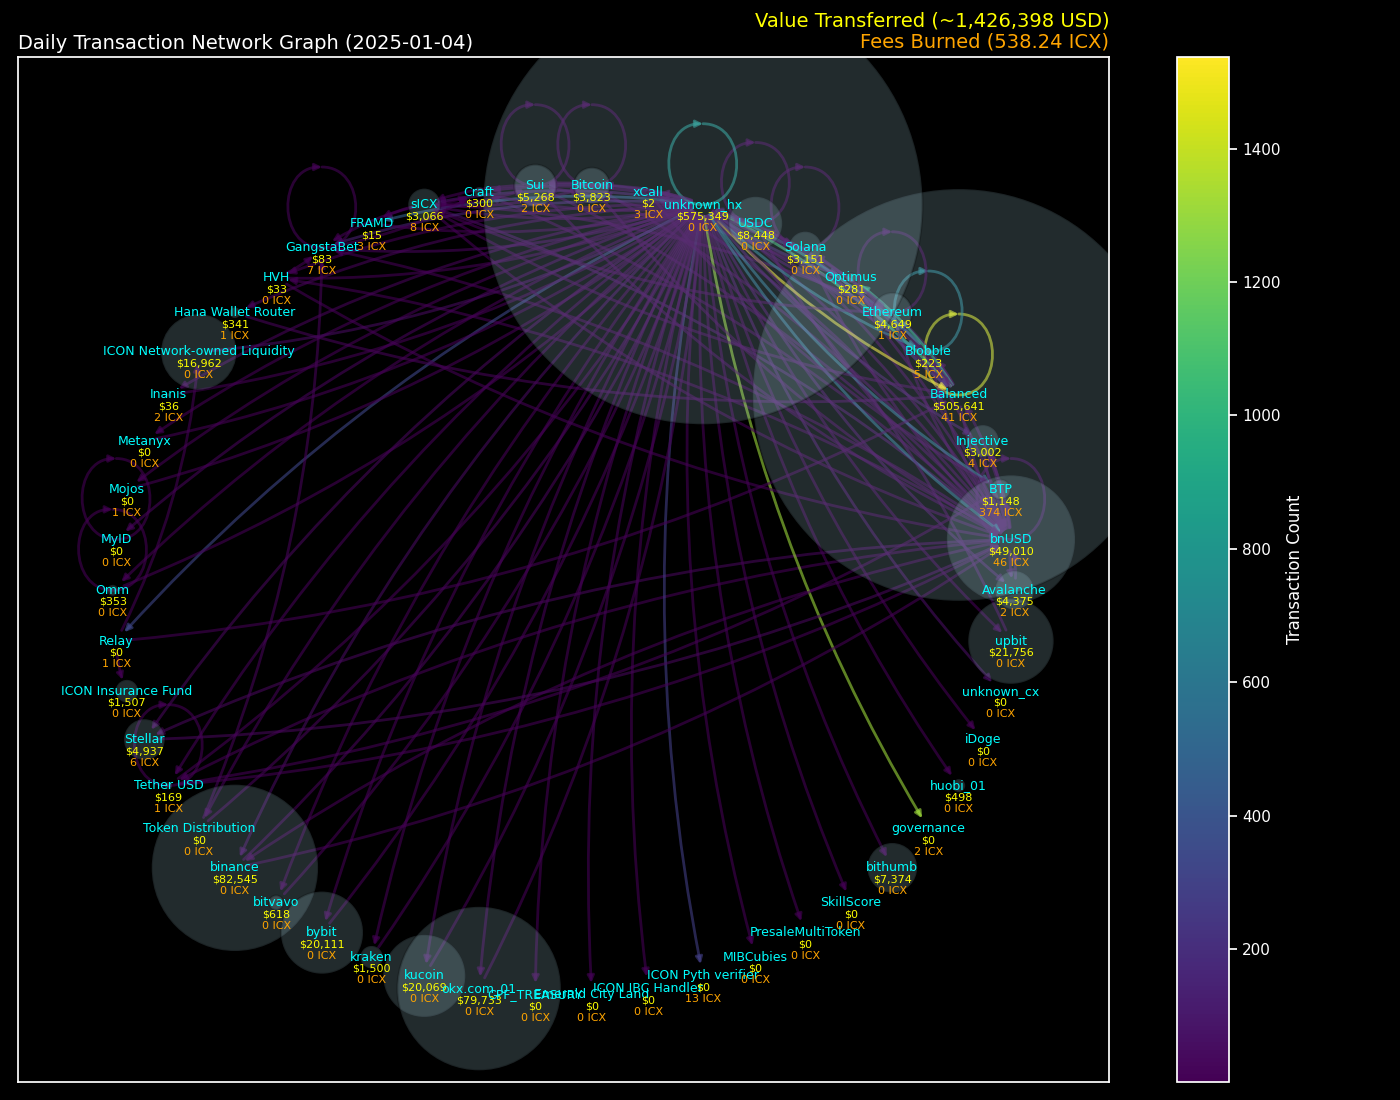 Value Transferred (~1,426,398 USD)
Daily Transaction Network Graph (2025-01-04)
Fees Burned (538.24 ICX)
Sui
$5,268
2 ICX
Bitcoin
$3,823
0 ICX
Craft
$300
0 ICX
xCall
$2
3 ICX
sICX
$3,066
8 ICX
unknown_hx
$575,349
0 ICX
FRAMD
$15
3 ICX
USDC
$8,448
0 ICX
GangstaBet
$83
7 ICX
Solana
$3,151
0 ICX
HVH
$33
0 ICX
Optimus
$281
0 ICX
Hana Wallet Router
$341
1 ICX
Ethereum
$4,649
1 ICX
ICON Network-owned Liquidity
$16,962
0 ICX
Blobble
$223
5 ICX
Inanis
$36
2 ICX
Balanced
$505,641
41 ICX
Metanyx
$0
0 ICX
Injective
$3,002
4 ICX
Mojos
$0
1 ICX
BTP
$1,148
374 ICX
MyID
$0
0 ICX
bnUSD
$49,010
46 ICX
Omm
$353
0 ICX
Avalanche
$4,375
2 ICX
Relay
$0
1 ICX
upbit
$21,756
0 ICX
ICON Insurance Fund
$1,507
0 ICX
unknown_cx
$0
0 ICX
Stellar
$4,937
6 ICX
iDoge
$0
0 ICX
Tether USD
$169
1 ICX
huobi_01
$498
0 ICX
Token Distribution
$0
0 ICX
governance
$0
2 ICX
binance
$82,545
0 ICX
bithumb
$7,374
0 ICX
bitvavo
$618
0 ICX
SkillScore
$0
0 ICX
bybit
$20,111
0 ICX
PresaleMultiToken
$0
0 ICX
kraken
$1,500
0 ICX
MIBCubies
$0
0 ICX
kucoin
$20,069
0 ICX
ICON Pyth verifier
$0
13 ICX
okx.com_01
$79,733
0 ICX
CPF_TREASURY
$0
0 ICX
Emerald City Land
$0
0 ICX
ICON IBC Handler
$0
0 ICX
1400
1200
1000
800
600
400
200
Transaction Count